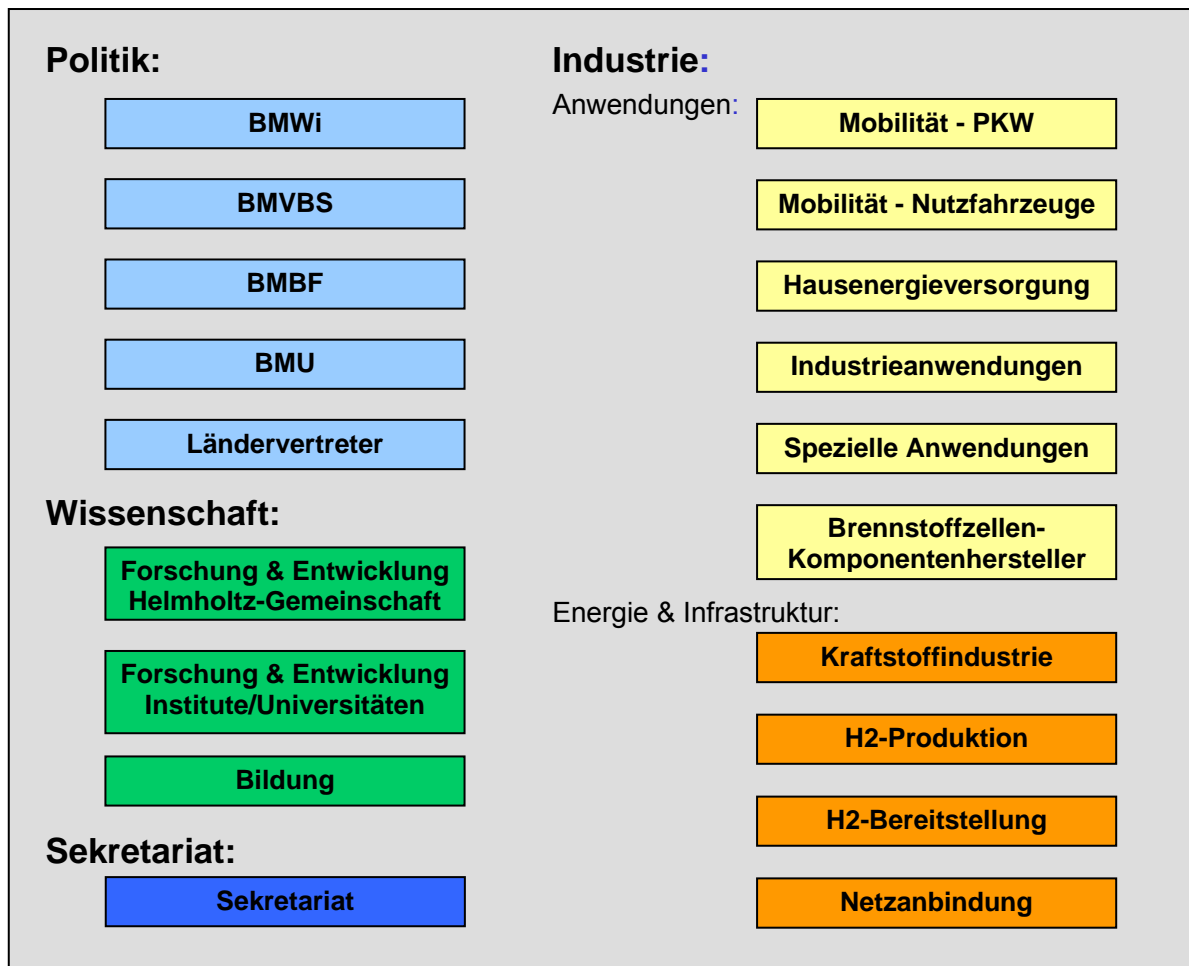 Politik:
BMWi
BMVBS
BMBF
BMU
Ländervertreter
Wissenschaft:
Forschung & Entwicklung
Helmholtz-Gemeinschaft
Forschung & Entwicklung
Institute/Universitäten
Bildung
Sekretariat:
Sekretariat
Industrie:
Anwendungen:
Mobilität - PKW
Mobilität - Nutzfahrzeuge
Hausenergieversorgung
Industrieanwendungen
Spezielle Anwendungen
Brennstoffzellen-
Komponentenhersteller
Energie & Infrastruktur:
Kraftstoffindustrie
H2-Produktion
H2-Bereitstellung
Netzanbindung